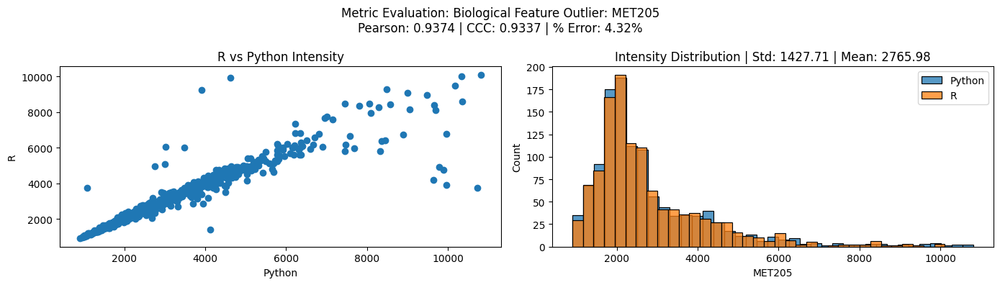 Metric Evaluation: Biological Feature Outlier: MET205
Pearson: 0.9374 | CCC: 0.9337 | % Error: 4.32%
R vs Python Intensity
10000
8000
6000
4000
2000
R
2000
4000
6000
8000
10000
Python
Intensity Distribution | Std: 1427.71 | Mean: 2765.98
Python
R
200
175
150
125
100
75
50
25
0
Count
2000
4000
6000
8000
10000
MET205